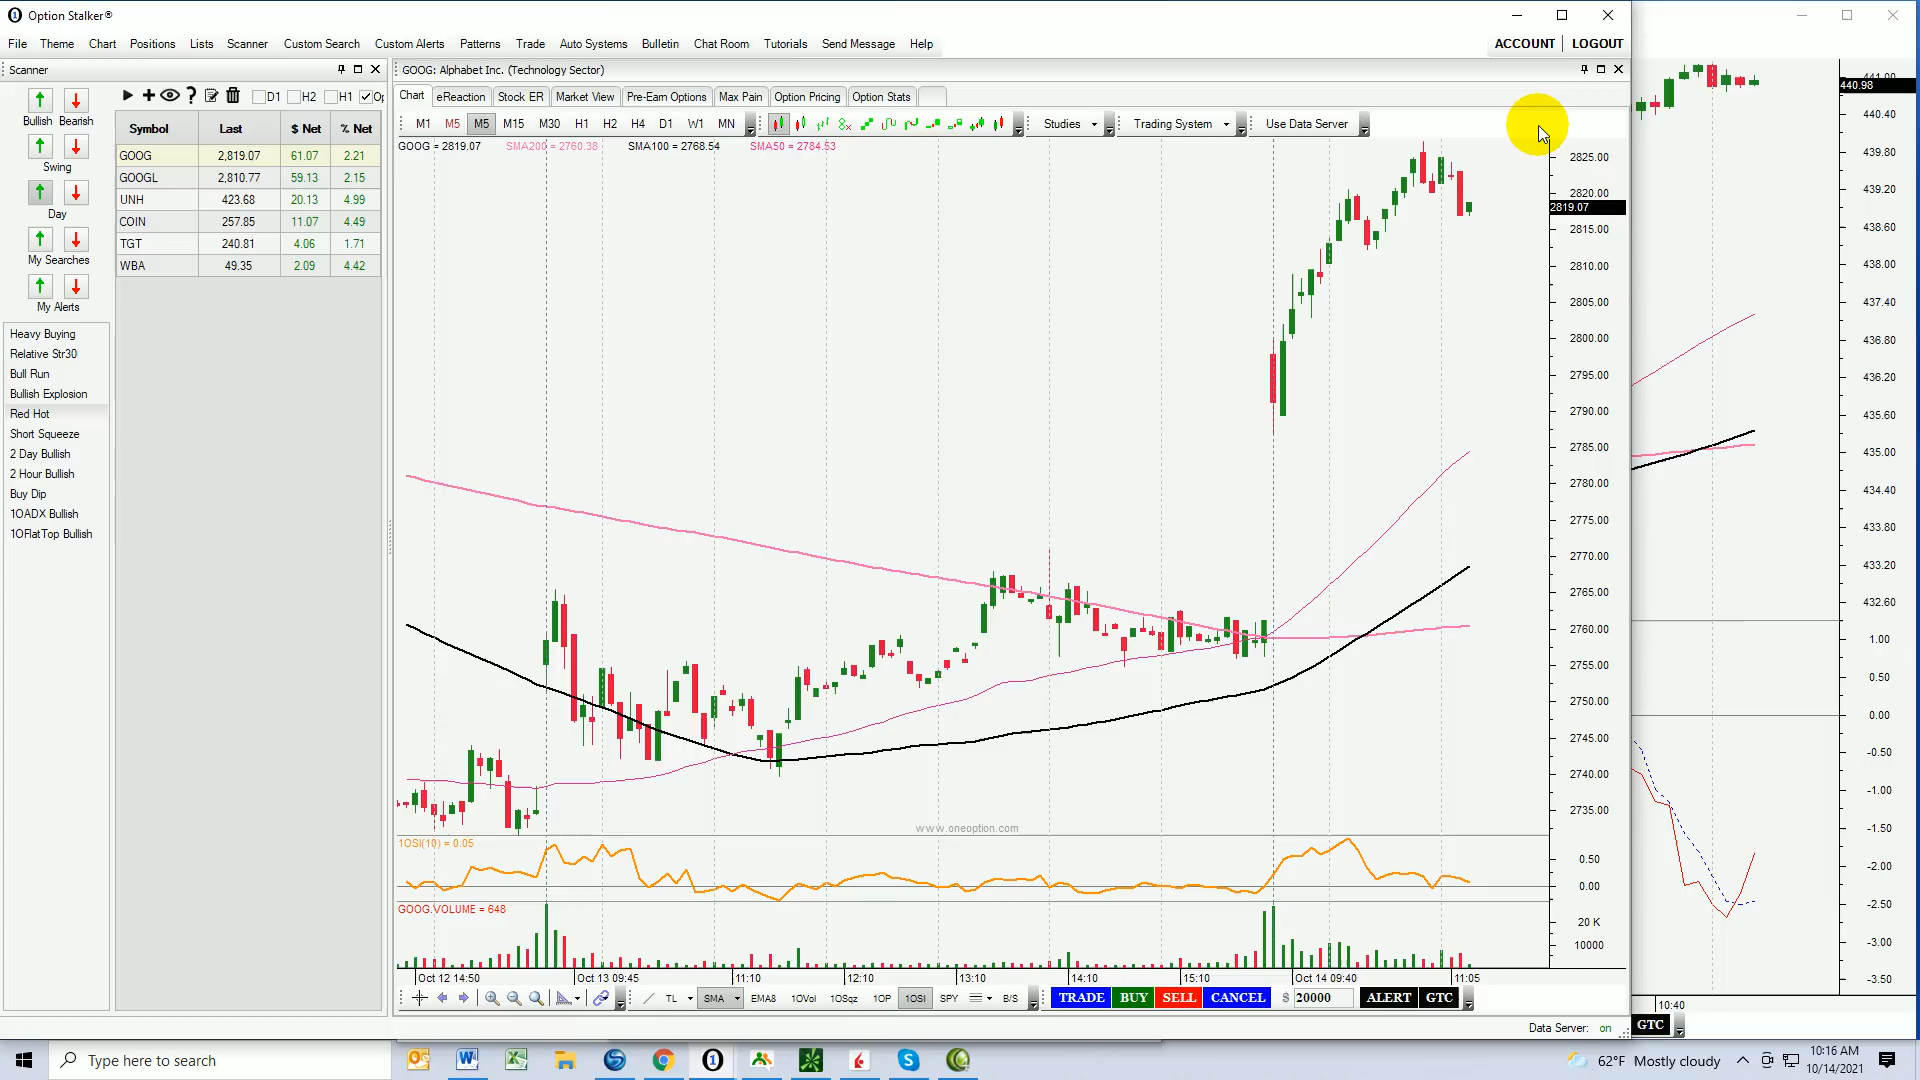 Option Stalker®
File Theme Chart Positions Lists Scanner Custom Search Custom Alerts Patterns Trade Auto Systems Bulletin Chat Room Tutorials Send Message Help ACCOUNT LOGOUT
Scanner
Bullish Bearish
Swing
Day
My Searches
My Alerts
Heavy Buying
Relative Str30
Bull Run
Bullish Explosion
Red Hot
Short Squeeze
2 Day Bullish
2 Hour Bullish
Buy Dip
1OADX Bullish
1OFlatTop Bullish
D1 H2 H1 Op
Symbol Last $ Net % Net
GOOG 2,819.07 61.07 2.21
GOOGL 2,810.77 59.13 2.15
UNH 423.68 20.13 4.99
COIN 257.85 11.07 4.49
TGT 240.81 4.06 1.71
WBA 49.35 2.09 4.42
GOOG: Alphabet Inc. (Technology Sector)
Chart eReaction Stock ER Market View Pre-Earn Options Max Pain Option Pricing Option Stats
M1 M5 M5 M15 M30 H1 H2 H4 D1 W1 MN Studies Trading System Use Data Server
GOOG = 2819.07 SMA200 = 2760.38 SMA100 = 2768.54 SMA50 = 2784.53
2825.00
2820.00
2819.07
2815.00
2810.00
2805.00
2800.00
2795.00
2790.00
2785.00
2780.00
2775.00
2770.00
2765.00
2760.00
2755.00
2750.00
2745.00
2740.00
2735.00
www.oneoption.com
1OSI(10) = 0.05
0.50
0.00
GOOG.VOLUME = 648
20 K
10000
Oct 12 14:50 Oct 13 09:45 11:10 12:10 13:10 14:10 15:10 Oct 14 09:40 11:05
TL SMA EMA8 1OVol 1OSqz 1OP 1OSI SPY B/S TRADE BUY SELL CANCEL $ 20000 ALERT GTC
Data Server: on
441.00
440.98
440.40
439.80
439.20
438.60
438.00
437.40
436.80
436.20
435.60
435.00
434.40
433.80
433.20
432.60
1.00
0.50
0.00
-0.50
-1.00
-1.50
-2.00
-2.50
-3.00
-3.50
10:40
GTC
Type here to search
62°F Mostly cloudy
10:16 AM
10/14/2021